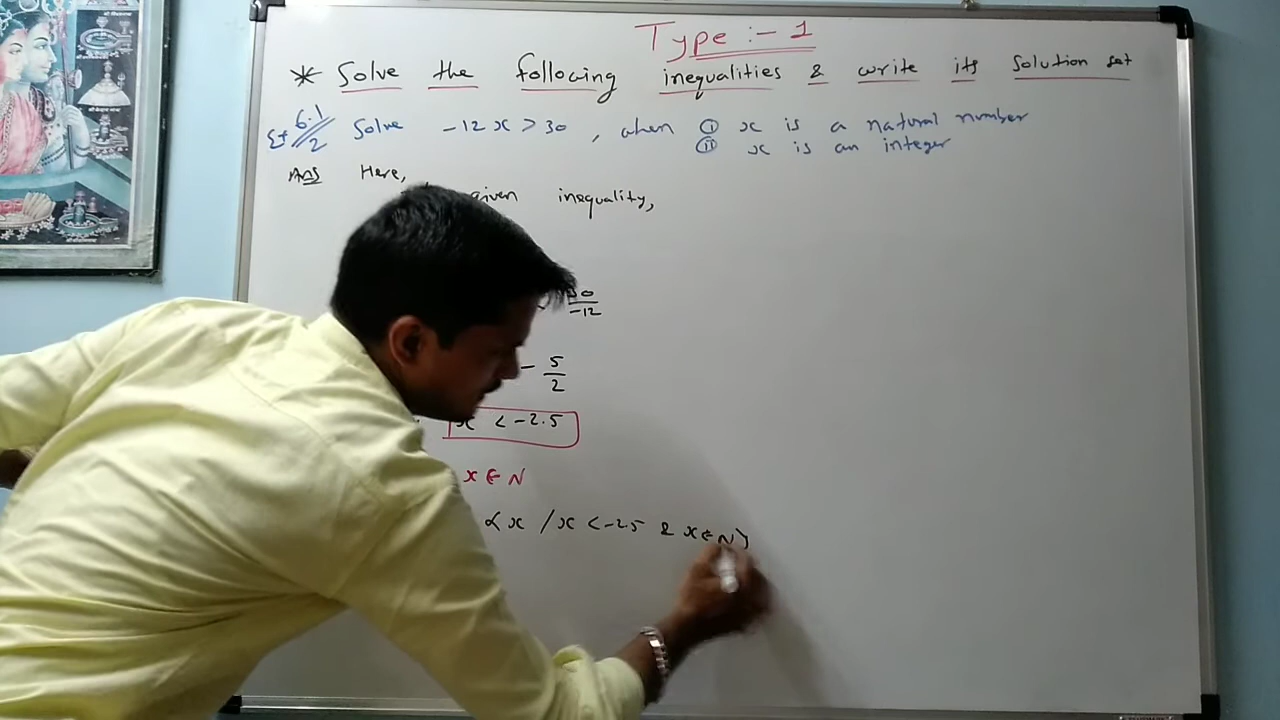 Type :- 1
* Solve the following inequalities & write its Solution set
Ex 6.1/2 Solve -12x > 30 , when (i) x is a natural number
(ii) x is an integer
Ans Here,
given inequality,
30/-12
- 5/2
x < -2.5
x ∈ N
{x /x < -2.5 & x ∈ N}